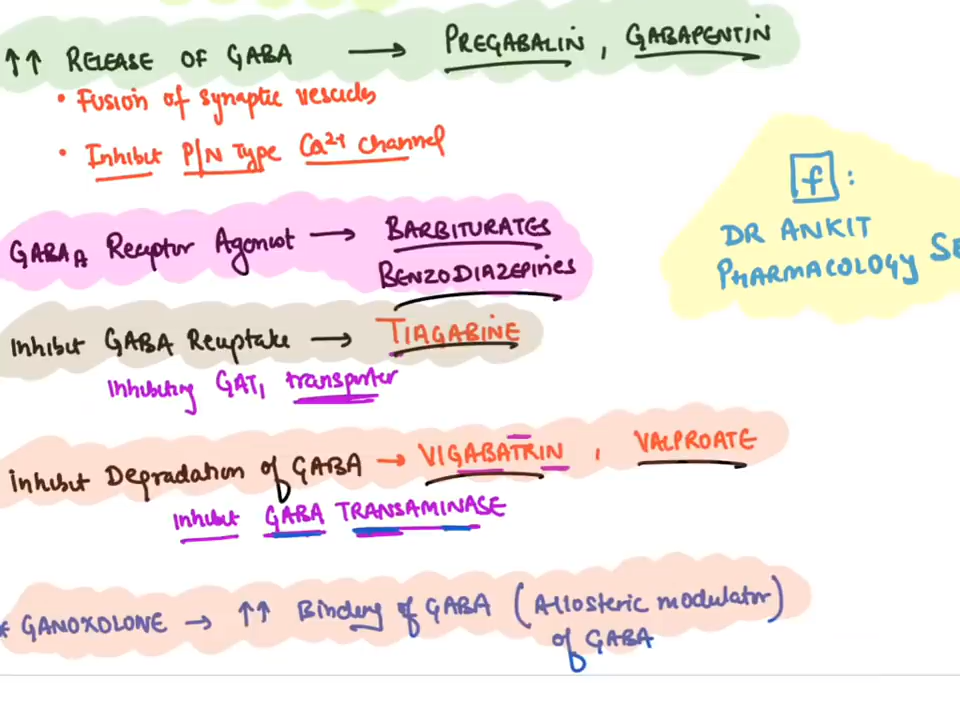 ↑↑ RELEASE OF GABA → PREGABALIN, GABAPENTIN
• Fusion of synaptic vesicles
• Inhibit P/N Type Ca²⁺ channel
GABA A Receptor Agonist → BARBITURATES
BENZODIAZEPINES
Inhibit GABA Reuptake → TIAGABINE
Inhibiting GAT₁ transporter
inhibit Degradation of GABA → VIGABATRIN, VALPROATE
Inhibit GABA TRANSAMINASE
* GANOXOLONE → ↑↑ Binding of GABA (Allosteric modulator)
of GABA
f :
DR ANKIT
PHARMACOLOGY SE